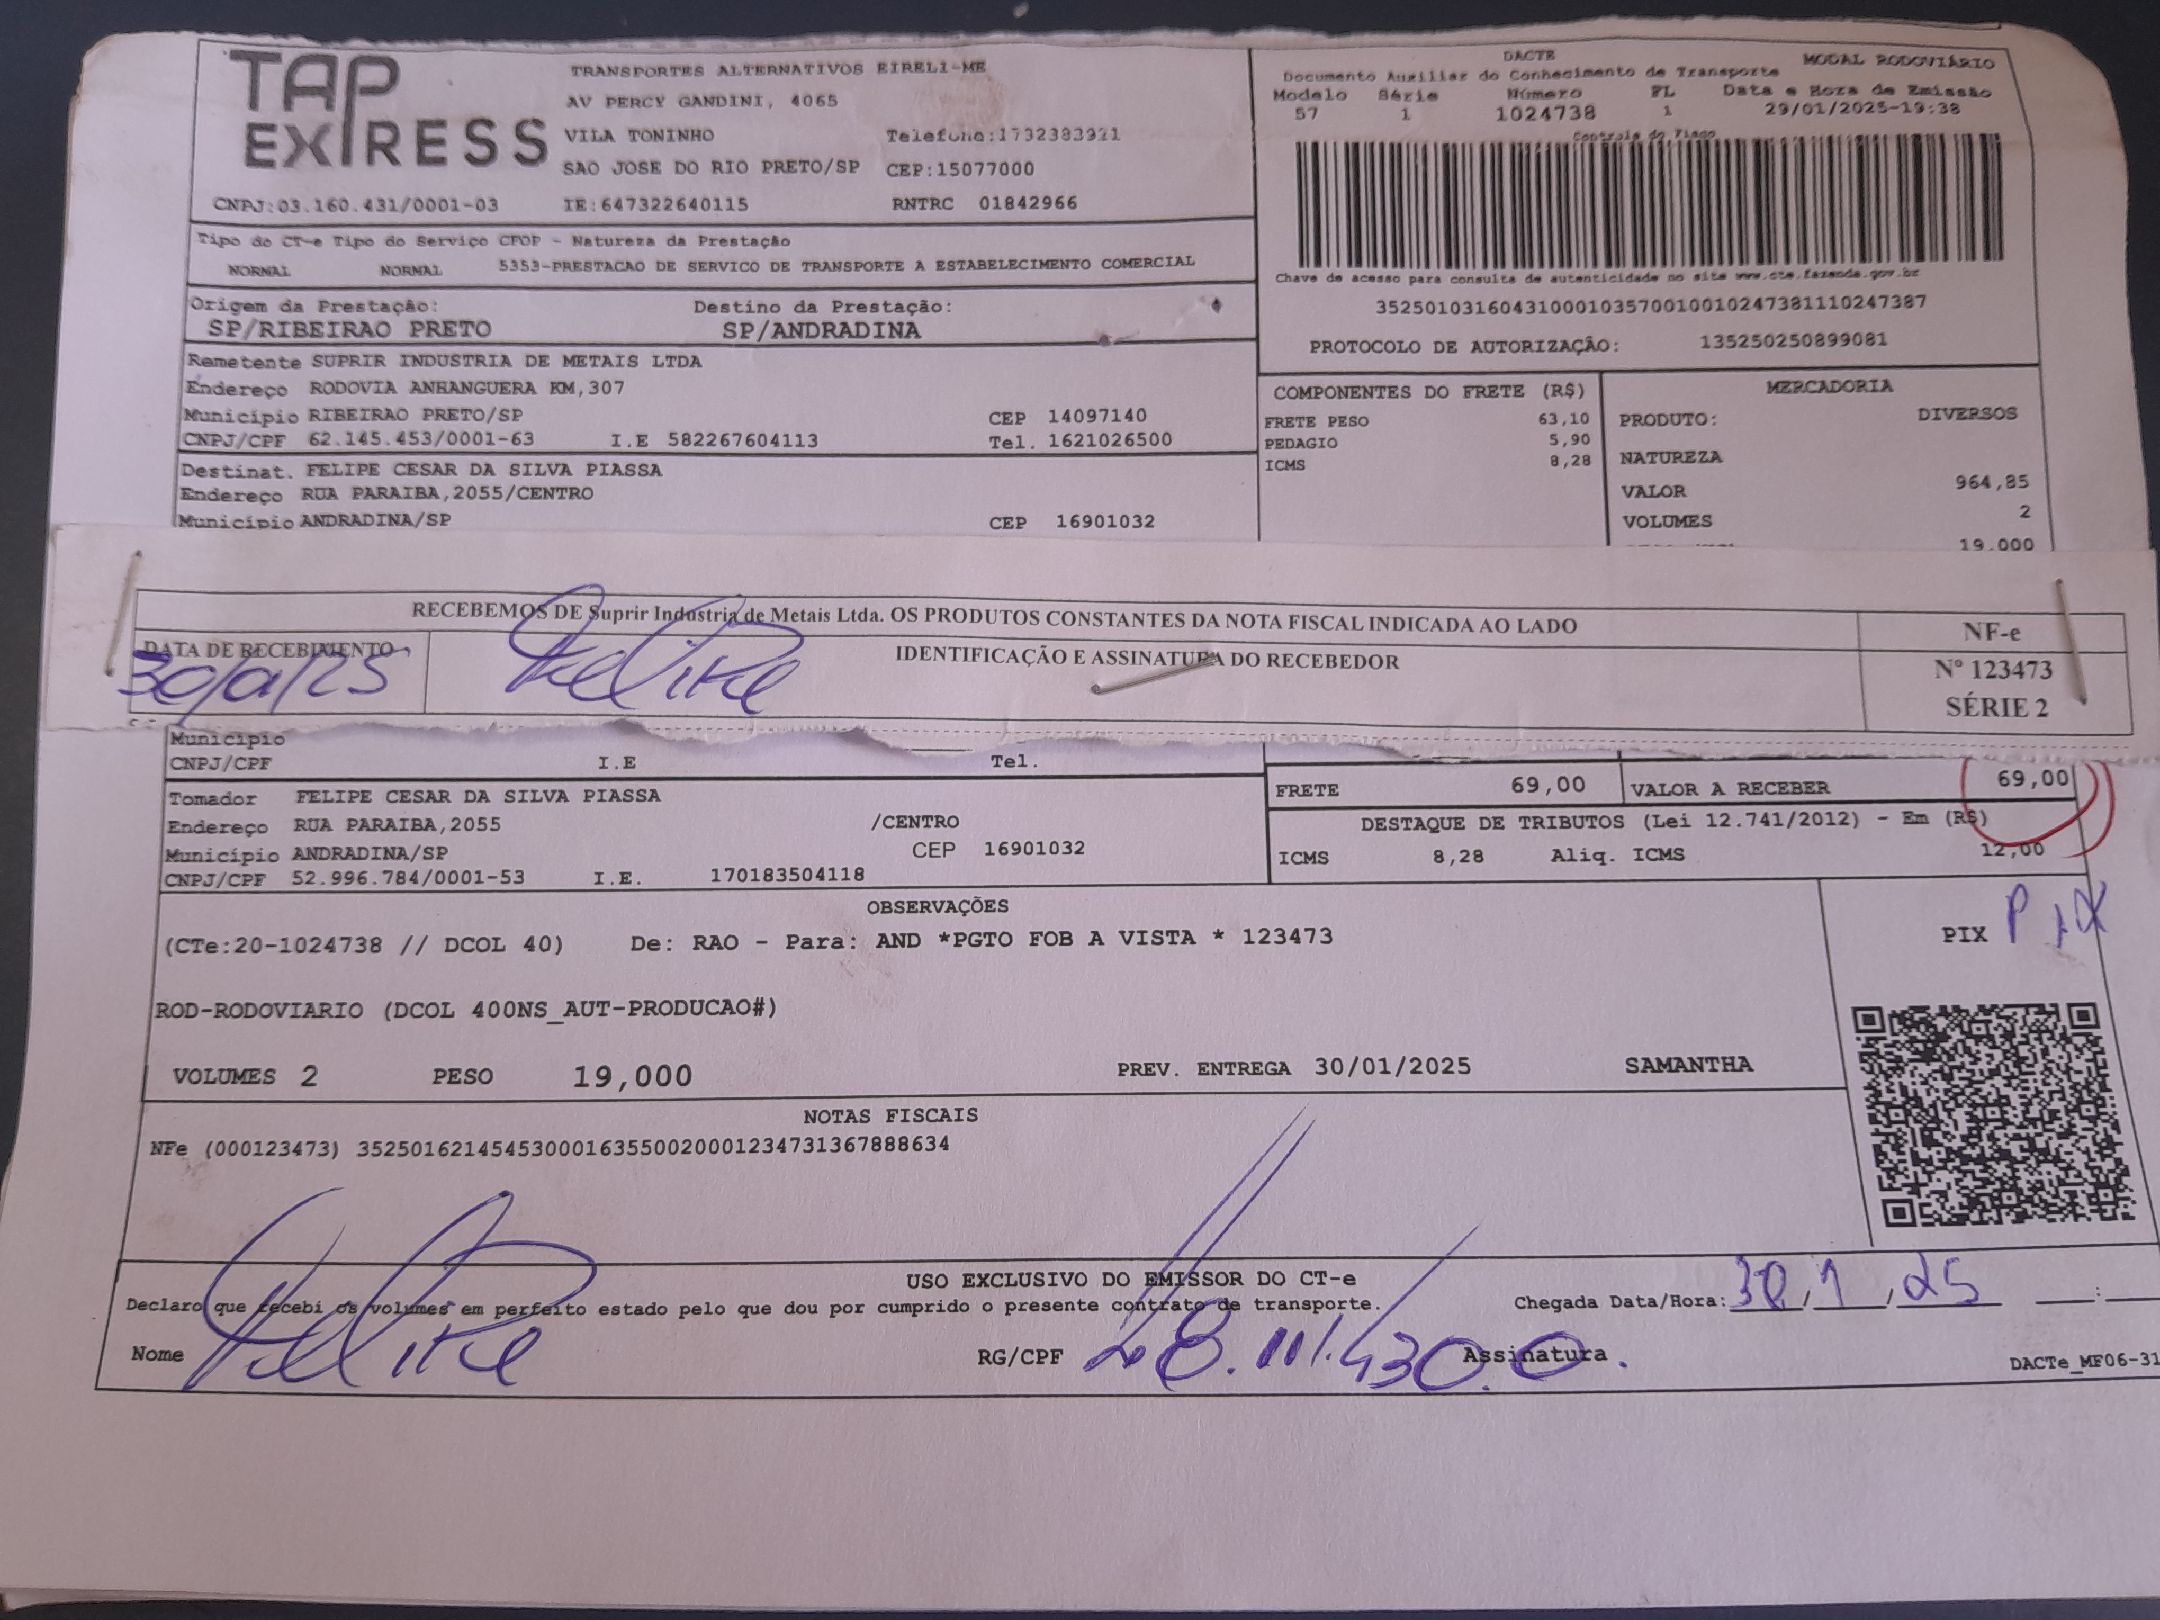 TAP EXPRESS
TRANSPORTES ALTERNATIVOS EIRELI-ME
AV PERCY GANDINI, 4065
VILA TONINHO Telefone:1732383921
SAO JOSE DO RIO PRETO/SP CEP:15077000
CNPJ:03.160.431/0001-03 IE:647322640115 RNTRC 01842966
DACTE MODAL RODOVIÁRIO
Documento Auxiliar do Conhecimento de Transporte
Modelo Série Número FL Data e Hora de Emissão
57 1 1024738 1 29/01/2025-19:38
Controle do Fisco
Tipo do CT-e Tipo do Serviço CFOP - Natureza da Prestação
NORMAL NORMAL 5353-PRESTACAO DE SERVICO DE TRANSPORTE A ESTABELECIMENTO COMERCIAL
Chave de acesso para consulta de autenticidade no site www.cte.fazenda.gov.br
35250103160431000103570010010247381110247387
PROTOCOLO DE AUTORIZAÇÃO: 135250250899081
Origem da Prestação: Destino da Prestação:
SP/RIBEIRAO PRETO SP/ANDRADINA
Remetente SUPRIR INDUSTRIA DE METAIS LTDA
Endereço RODOVIA ANHANGUERA KM,307
Município RIBEIRAO PRETO/SP CEP 14097140
CNPJ/CPF 62.145.453/0001-63 I.E 582267604113 Tel. 1621026500
Destinat. FELIPE CESAR DA SILVA PIASSA
Endereço RUA PARAIBA,2055/CENTRO
Município ANDRADINA/SP CEP 16901032
COMPONENTES DO FRETE (R$)
FRETE PESO 63,10
PEDAGIO 5,90
ICMS 8,28
MERCADORIA
PRODUTO: DIVERSOS
NATUREZA
VALOR 964,85
VOLUMES 2
19.000
RECEBEMOS DE Suprir Industria de Metais Ltda. OS PRODUTOS CONSTANTES DA NOTA FISCAL INDICADA AO LADO
DATA DE RECEBIMENTO IDENTIFICAÇÃO E ASSINATURA DO RECEBEDOR
30/01/25 Felipe
NF-e
Nº 123473
SÉRIE 2
Município
CNPJ/CPF I.E Tel.
Tomador FELIPE CESAR DA SILVA PIASSA
Endereço RUA PARAIBA,2055 /CENTRO
Município ANDRADINA/SP CEP 16901032
CNPJ/CPF 52.996.784/0001-53 I.E. 170183504118
FRETE 69,00 VALOR A RECEBER 69,00
DESTAQUE DE TRIBUTOS (Lei 12.741/2012) - Em (R$)
ICMS 8,28 Aliq. ICMS 12,00
OBSERVAÇÕES
(CTe:20-1024738 // DCOL 40) De: RAO - Para: AND *PGTO FOB A VISTA * 123473
PIX PIX
ROD-RODOVIARIO (DCOL 400NS_AUT-PRODUCAO#)
VOLUMES 2 PESO 19,000 PREV. ENTREGA 30/01/2025 SAMANTHA
NOTAS FISCAIS
NFe (000123473) 35250162145453000163550020001234731367888634
USO EXCLUSIVO DO EMISSOR DO CT-e
Declaro que recebi os volumes em perfeito estado pelo que dou por cumprido o presente contrato de transporte. Chegada Data/Hora: 30, 1, 25 :
Nome Felipe RG/CPF Assinatura
DACTe_MF06-31